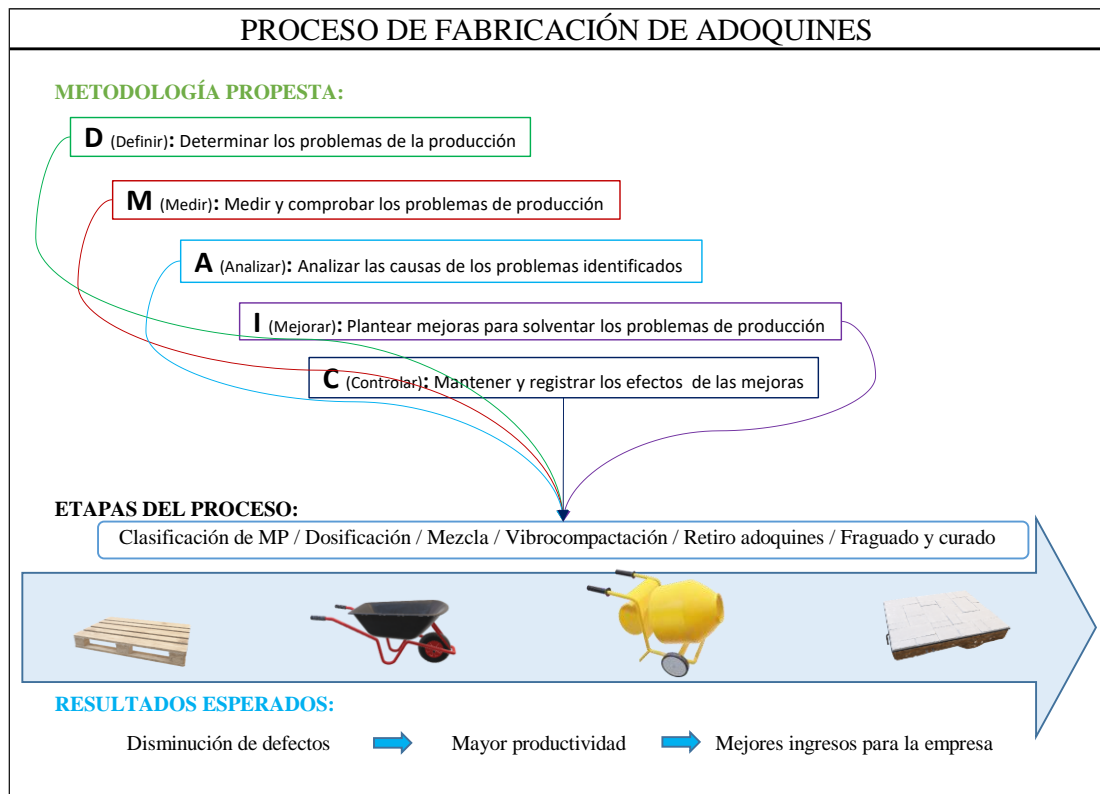 PROCESO DE FABRICACIÓN DE ADOQUINES
METODOLOGÍA PROPESTA:
D (Definir): Determinar los problemas de la producción
M (Medir): Medir y comprobar los problemas de producción
A (Analizar): Analizar las causas de los problemas identificados
I (Mejorar): Plantear mejoras para solventar los problemas de producción
C (Controlar): Mantener y registrar los efectos de las mejoras
ETAPAS DEL PROCESO:
Clasificación de MP / Dosificación / Mezcla / Vibrocompactación / Retiro adoquines / Fraguado y curado
RESULTADOS ESPERADOS:
Disminución de defectos Mayor productividad Mejores ingresos para la empresa